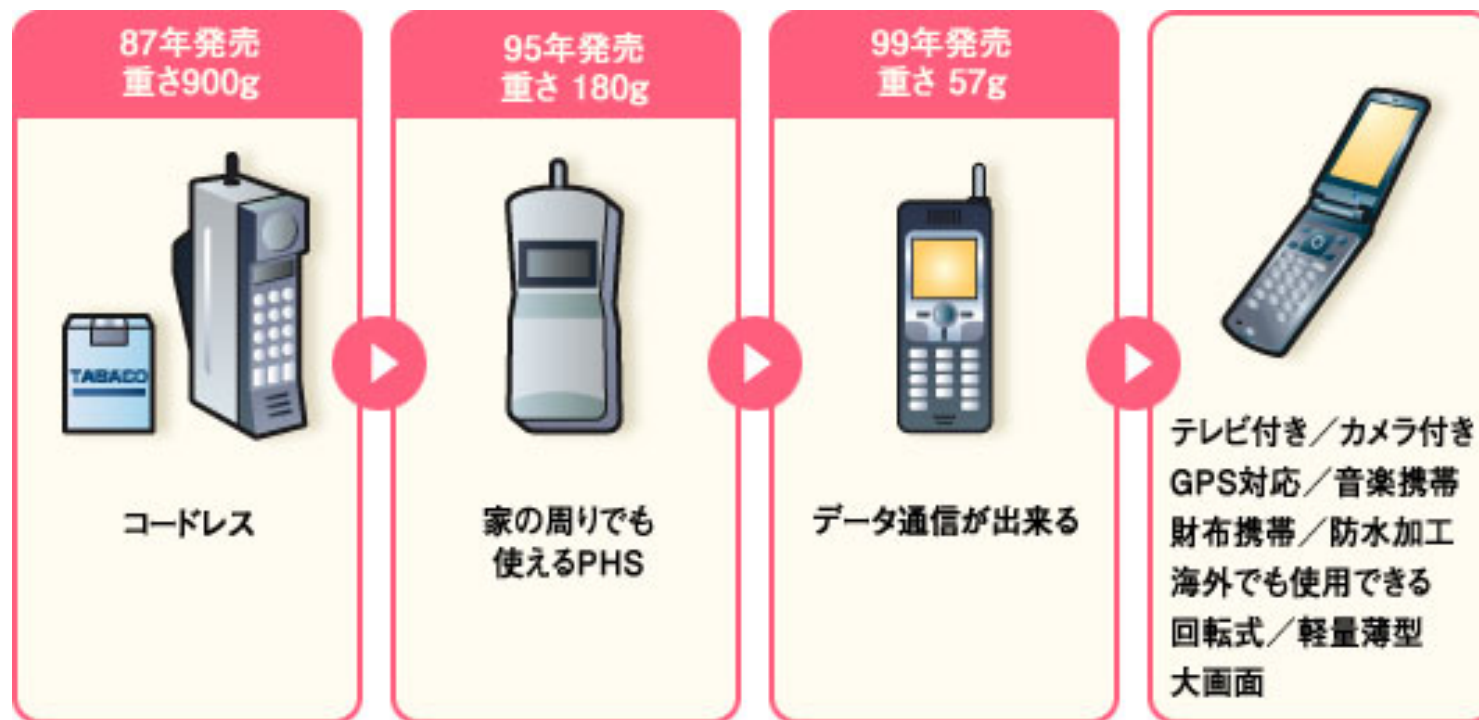 87年発売
重さ900g
TABACO
コードレス
95年発売
重さ 180g
家の周りでも
使えるPHS
99年発売
重さ 57g
データ通信が出来る
テレビ付き／カメラ付き
GPS対応／音楽携帯
財布携帯／防水加工
海外でも使用できる
回転式／軽量薄型
大画面